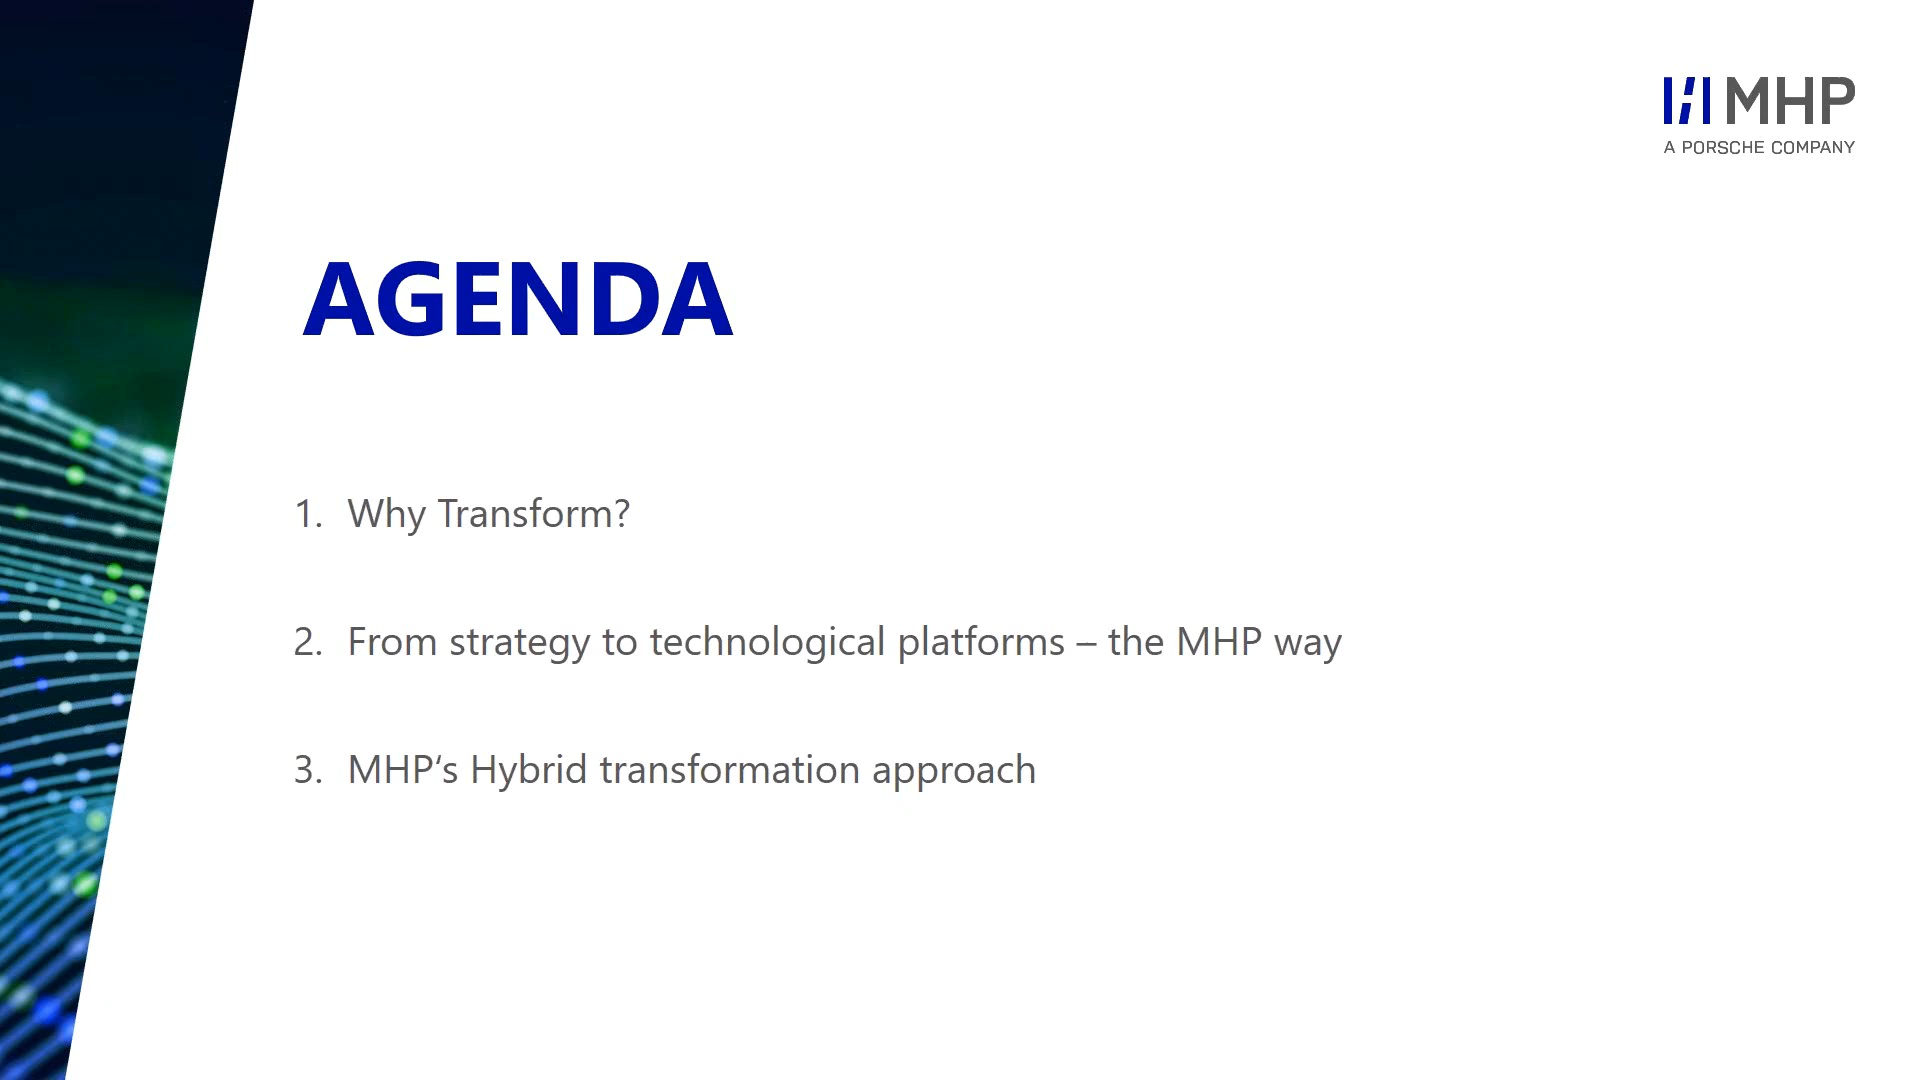 MHP
A PORSCHE COMPANY
AGENDA
1. Why Transform?
2. From strategy to technological platforms – the MHP way
3. MHP‘s Hybrid transformation approach